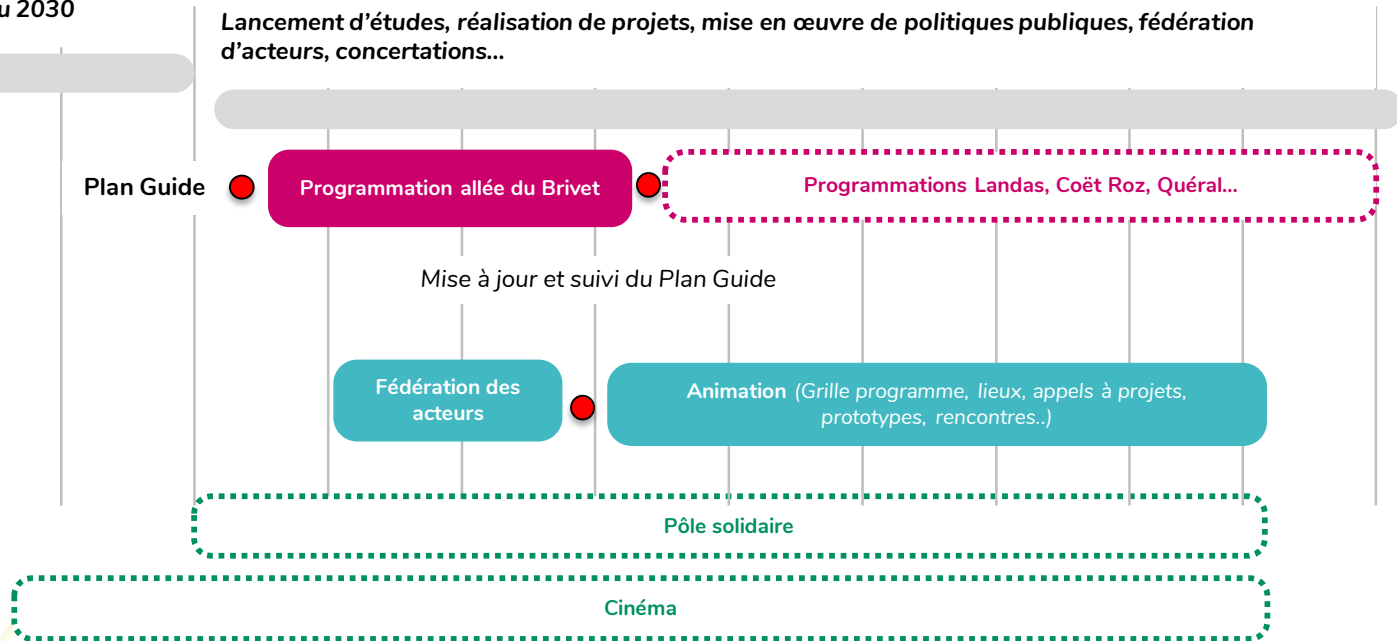 2030
Lancement d’études, réalisation de projets, mise en œuvre de politiques publiques, fédération
d’acteurs, concertations...
Plan Guide
Programmation allée du Brivet
Programmations Landas, Coët Roz, Quéral...
Mise à jour et suivi du Plan Guide
Fédération des
acteurs
Animation (Grille programme, lieux, appels à projets,
prototypes, rencontres..)
Pôle solidaire
Cinéma